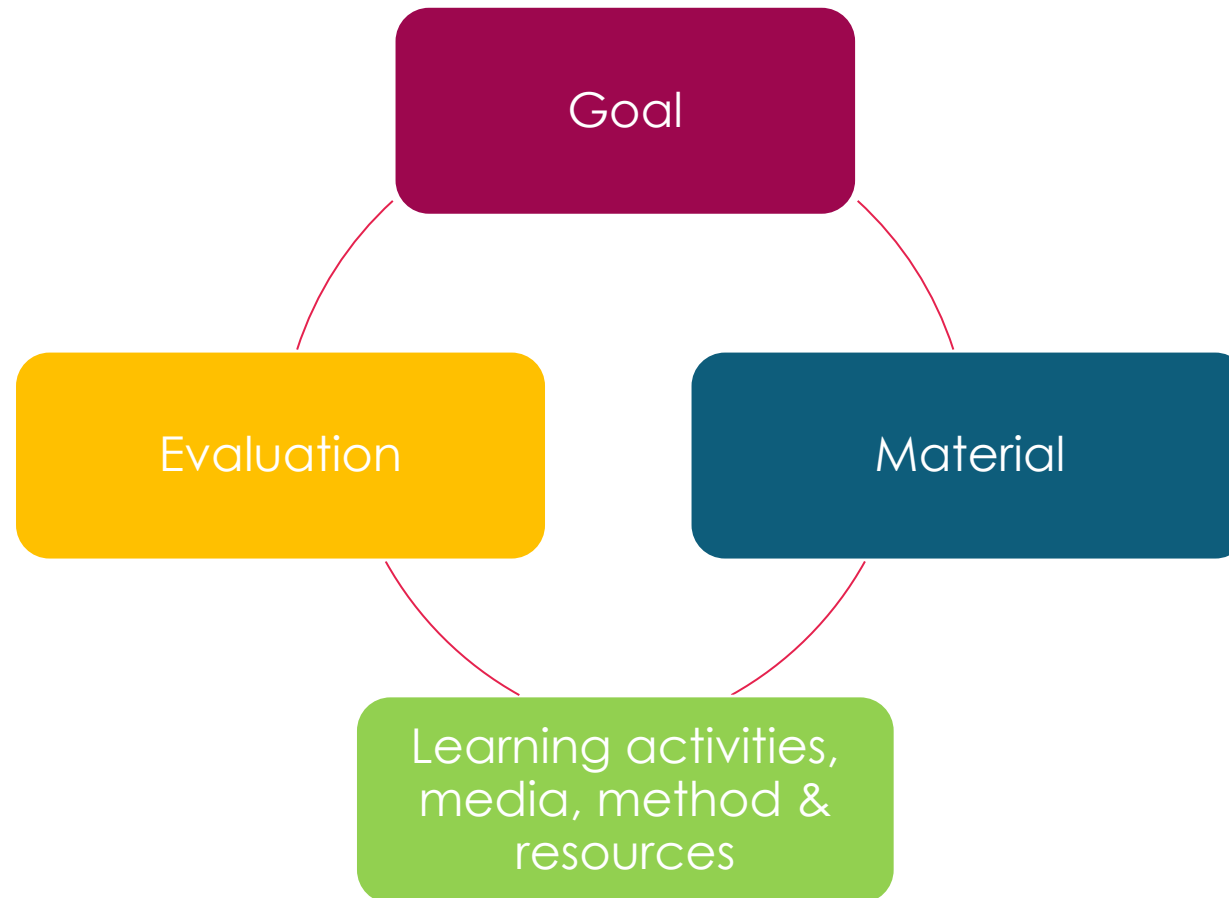 Goal
Evaluation
Material
Learning activities,
media, method &
resources